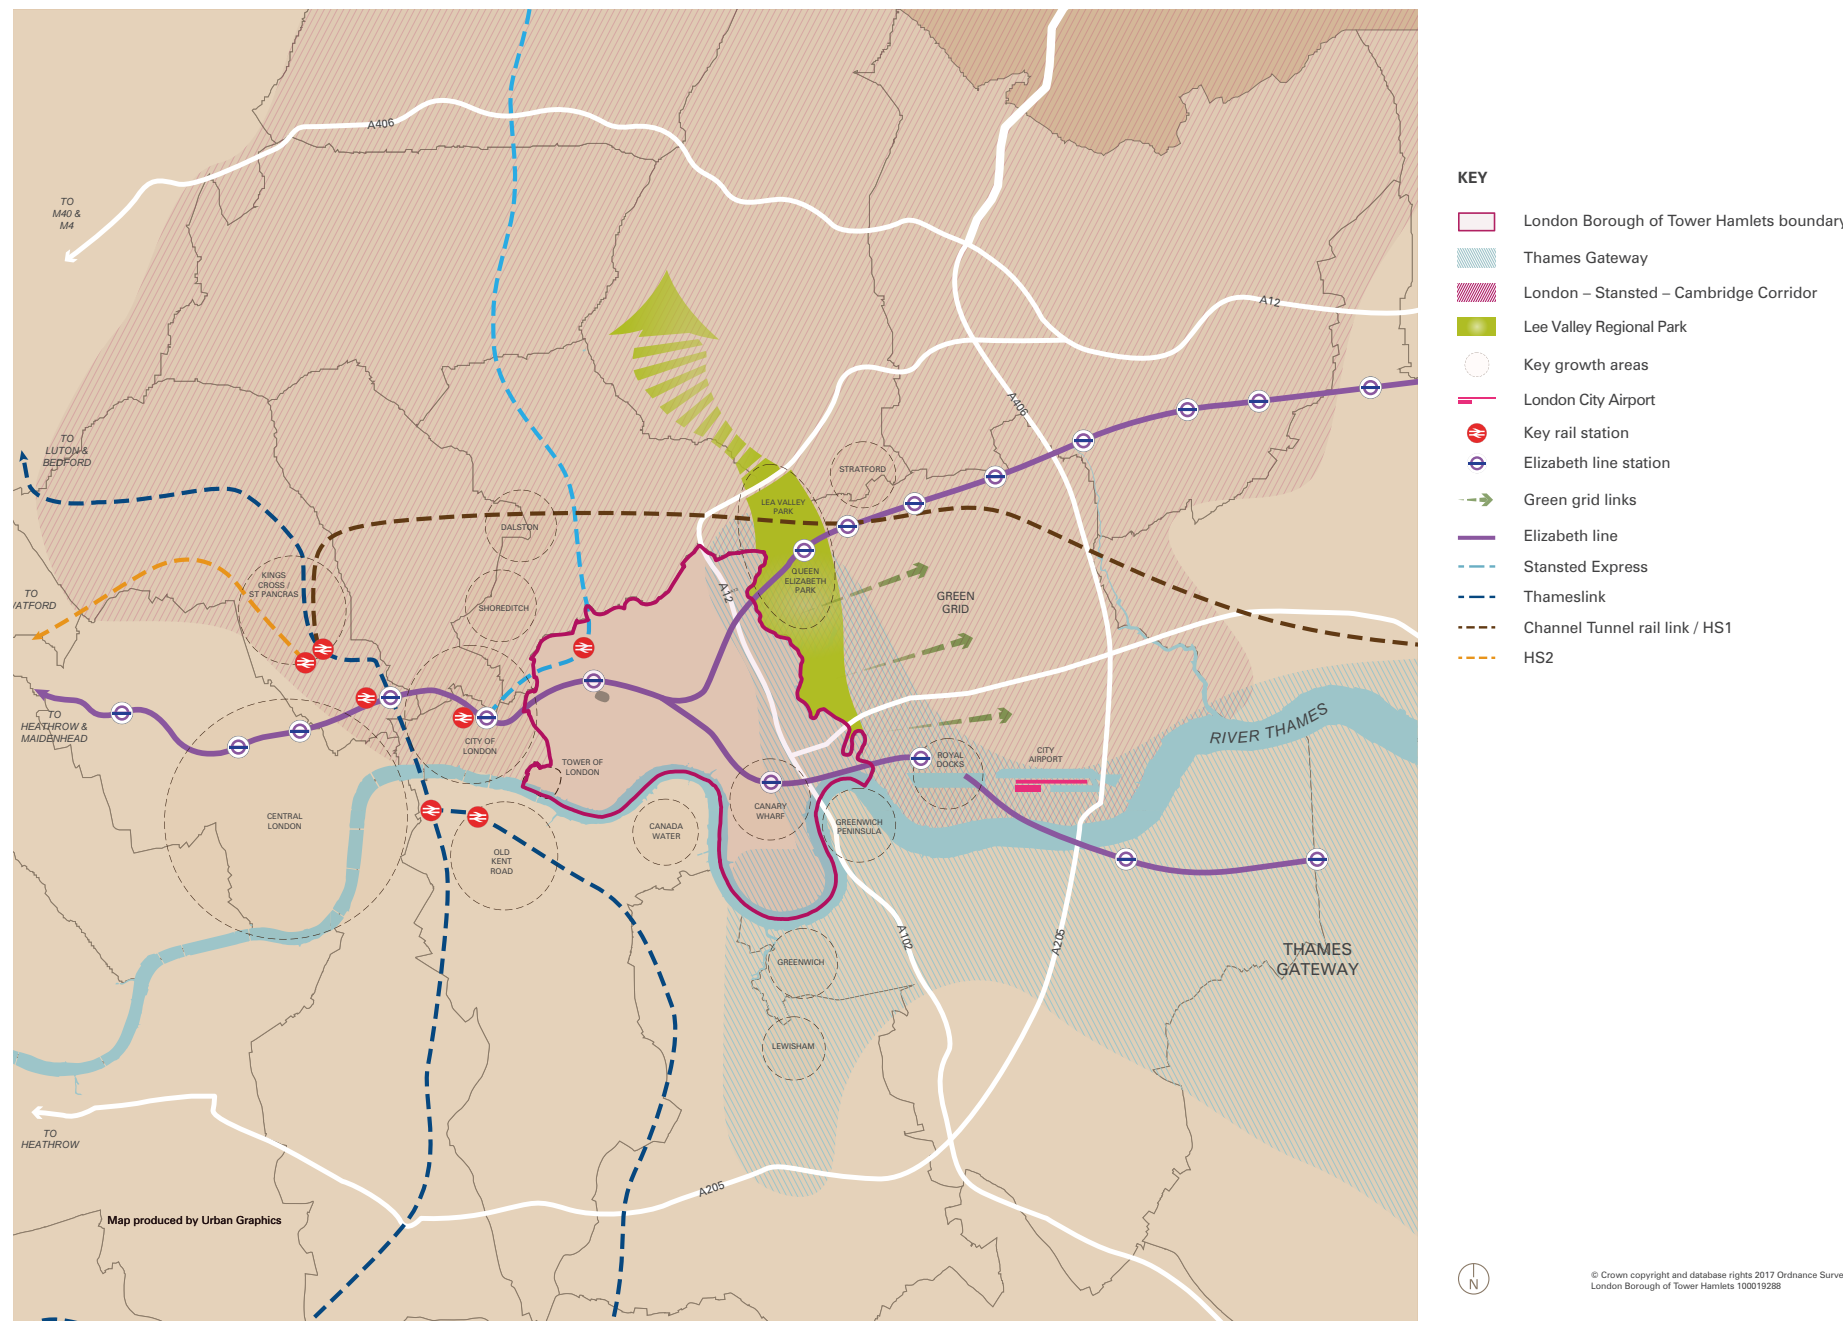 A406
TO
M40 &
M4
A12
A406
TO
LUTON &
BEDFORD
STRATFORD
LEA VALLEY
PARK
DALSTON
KINGS
CROSS /
ST PANCRAS
QUEEN
ELIZABETH
PARK
A12
TO
/ATFORD
SHOREDITCH
GREEN
GRID
TO
HEATHROW &
MAIDENHEAD
CITY OF
LONDON
TOWER OF
LONDON
ROYAL
DOCKS
CITY
AIRPORT
RIVER THAMES
CENTRAL
LONDON
CANADA
WATER
CANARY
WHARF
GREENWICH
PENINSULA
OLD
KENT
ROAD
A102
A205
THAMES
GATEWAY
GREENWICH
LEWISHAM
TO
HEATHROW
A205
Map produced by Urban Graphics
KEY
London Borough of Tower Hamlets boundary
Thames Gateway
London – Stansted – Cambridge Corridor
Lee Valley Regional Park
Key growth areas
London City Airport
Key rail station
Elizabeth line station
Green grid links
Elizabeth line
Stansted Express
Thameslink
Channel Tunnel rail link / HS1
HS2
N
© Crown copyright and database rights 2017 Ordnance Surve
London Borough of Tower Hamlets 100019288